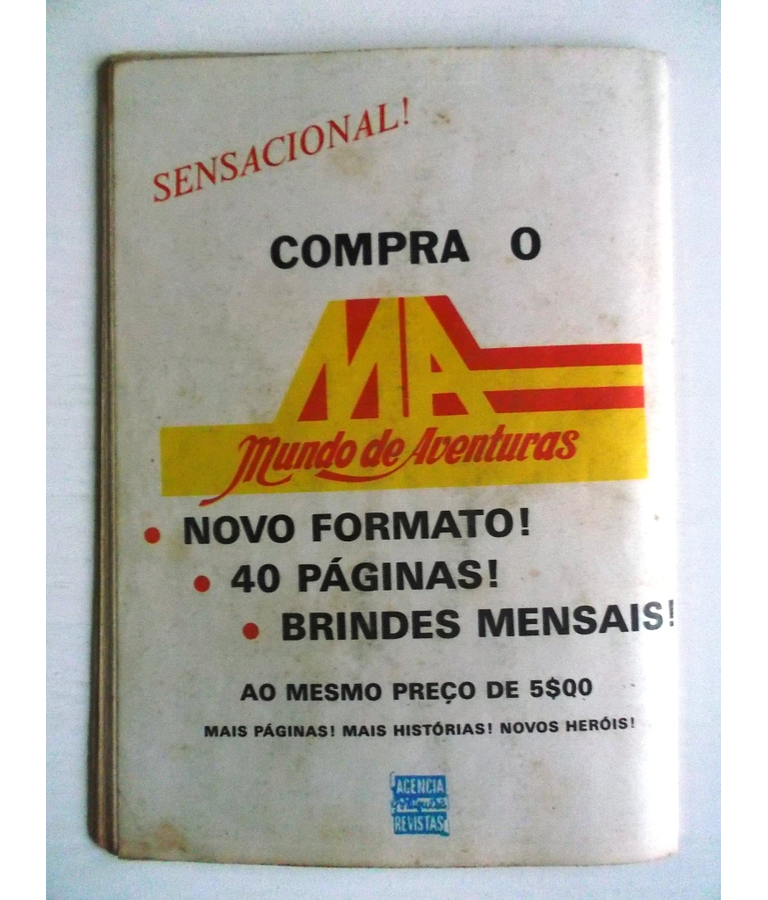 SENSACIONAL!
COMPRA O
MA
Mundo de Aventuras
• NOVO FORMATO!
• 40 PÁGINAS!
• BRINDES MENSAIS!
AO MESMO PREÇO DE 5$00
MAIS PÁGINAS! MAIS HISTÓRIAS! NOVOS HERÓIS!
AGENCIA
REVISTAS